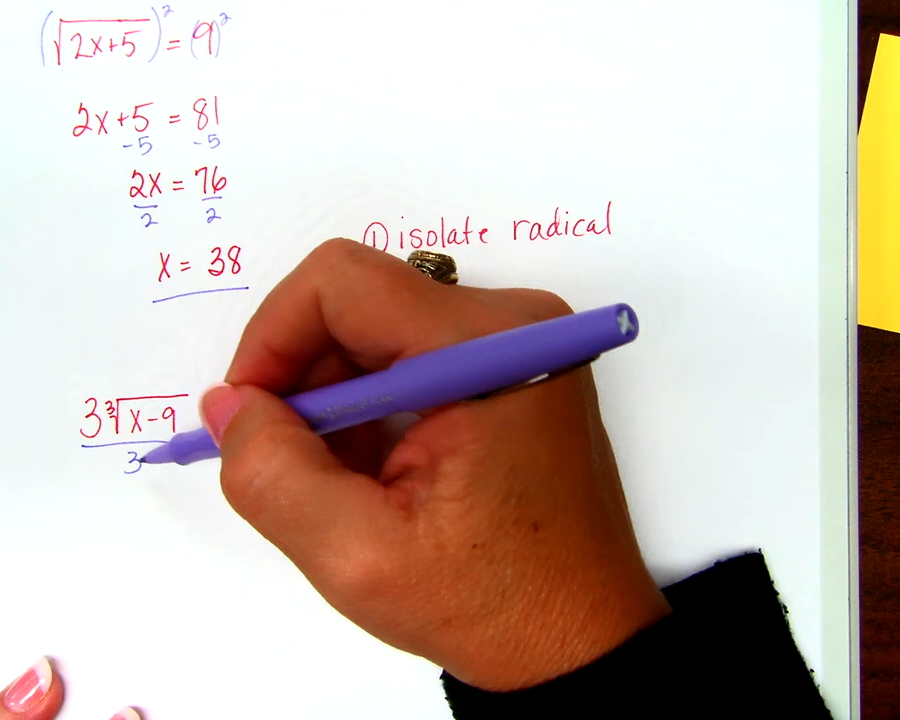 (√2x+5)² = (9)²
2x+5 = 81
-5 -5
2x = 76
2 2
x = 38
① isolate radical
3∛x-9
3